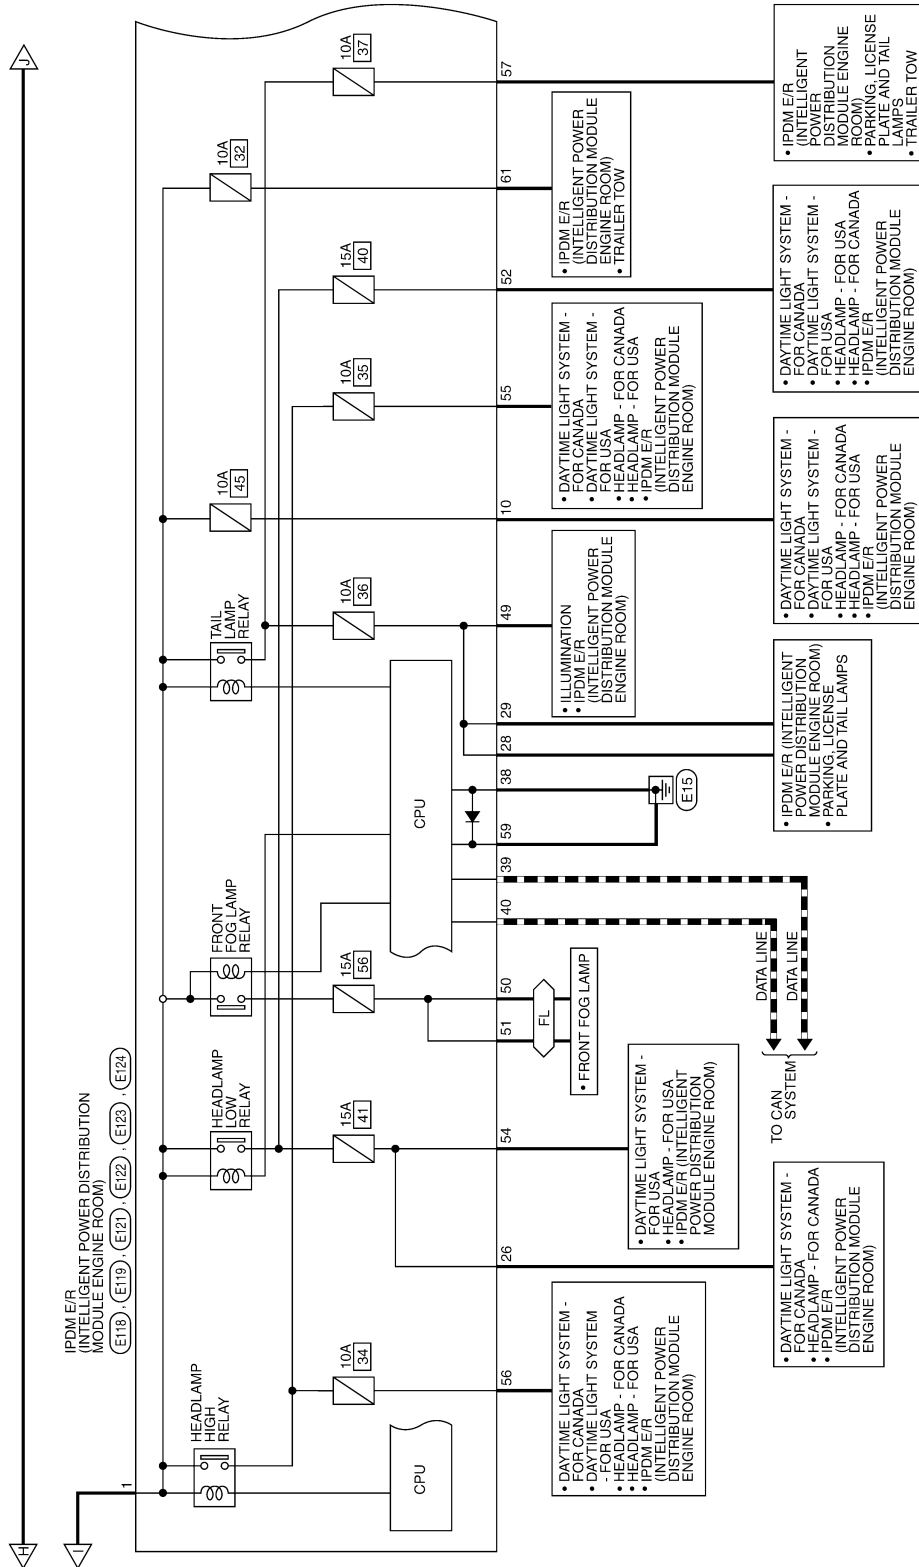 H
J
I
1
IPDM E/R
(INTELLIGENT POWER DISTRIBUTION
MODULE ENGINE ROOM)
E118 , E119 , E121 , E122 , E123 , E124
HEADLAMP
HIGH
RELAY
HEADLAMP
LOW
RELAY
FRONT
FOG LAMP
RELAY
TAIL
LAMP
RELAY
10A
45
10A
32
10A
34
15A
41
15A
56
10A
36
10A
35
15A
40
10A
37
CPU
CPU
56
26
54
51
50
40
39
59
38
28
29
49
10
55
52
61
57
FL
E15
• DAYTIME LIGHT SYSTEM -
FOR CANADA
• DAYTIME LIGHT SYSTEM
- FOR USA
• HEADLAMP - FOR CANADA
• HEADLAMP - FOR USA
• IPDM E/R
(INTELLIGENT POWER
DISTRIBUTION MODULE
ENGINE ROOM)
• DAYTIME LIGHT SYSTEM -
FOR CANADA
• HEADLAMP - FOR CANADA
• IPDM E/R
(INTELLIGENT POWER
DISTRIBUTION MODULE
ENGINE ROOM)
• DAYTIME LIGHT SYSTEM -
FOR USA
• HEADLAMP - FOR USA
• IPDM E/R (INTELLIGENT
POWER DISTRIBUTION
MODULE ENGINE ROOM)
• FRONT FOG LAMP
TO CAN
SYSTEM
DATA LINE
DATA LINE
• IPDM E/R (INTELLIGENT
POWER DISTRIBUTION
MODULE ENGINE ROOM)
• PARKING, LICENSE
PLATE AND TAIL LAMPS
• ILLUMINATION
• IPDM E/R
(INTELLIGENT POWER
DISTRIBUTION MODULE
ENGINE ROOM)
• DAYTIME LIGHT SYSTEM -
FOR CANADA
• DAYTIME LIGHT SYSTEM -
FOR USA
• HEADLAMP - FOR CANADA
• HEADLAMP - FOR USA
• IPDM E/R
(INTELLIGENT POWER
DISTRIBUTION MODULE
ENGINE ROOM)
• DAYTIME LIGHT SYSTEM -
FOR CANADA
• DAYTIME LIGHT SYSTEM -
FOR USA
• HEADLAMP - FOR CANADA
• HEADLAMP - FOR USA
• IPDM E/R
(INTELLIGENT POWER
DISTRIBUTION MODULE
ENGINE ROOM)
• DAYTIME LIGHT SYSTEM -
FOR CANADA
• DAYTIME LIGHT SYSTEM -
FOR USA
• HEADLAMP - FOR USA
• HEADLAMP - FOR CANADA
• IPDM E/R
(INTELLIGENT POWER
DISTRIBUTION MODULE
ENGINE ROOM)
• IPDM E/R
(INTELLIGENT POWER
DISTRIBUTION MODULE
ENGINE ROOM)
• TRAILER TOW
• IPDM E/R
(INTELLIGENT
POWER
DISTRIBUTION
MODULE ENGINE
ROOM)
• PARKING, LICENSE
PLATE AND TAIL
LAMPS
• TRAILER TOW